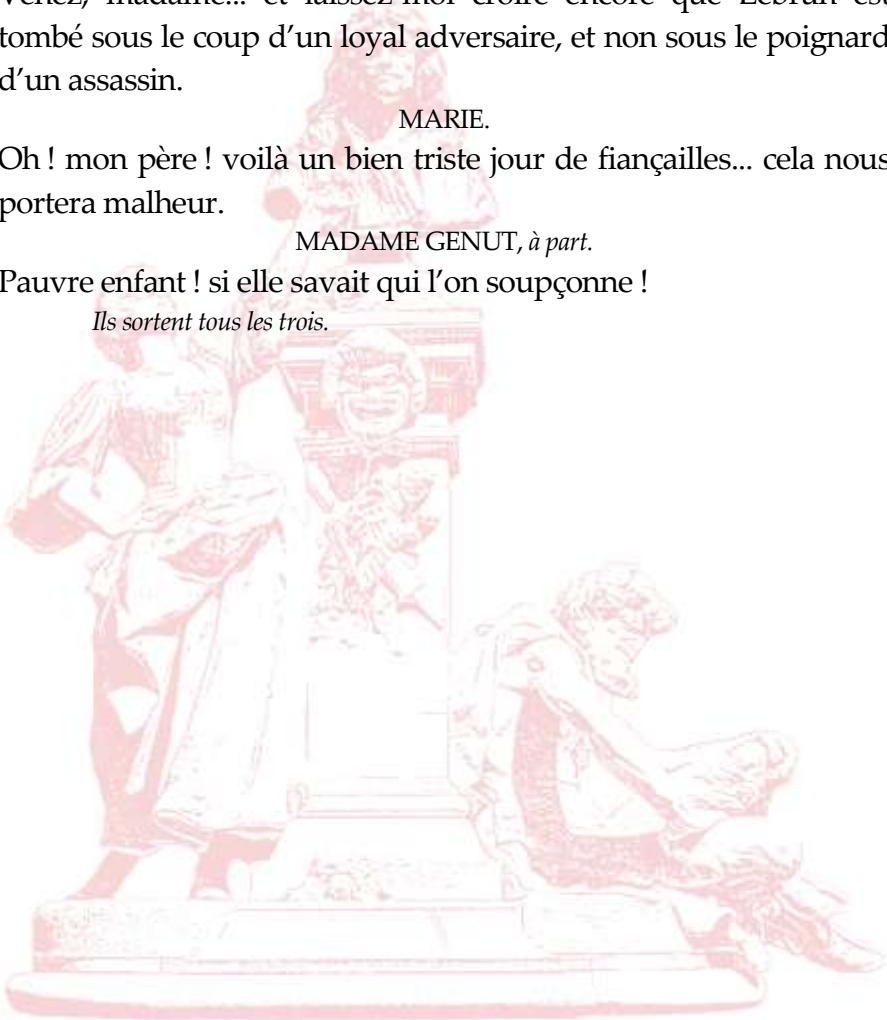 Venez, madame... et laissez-moi croire encore que Lebrun est
tombé sous le coup d’un loyal adversaire, et non sous le poignard
d’un assassin.
MARIE.
Oh ! mon père ! voilà un bien triste jour de fiançailles... cela nous
portera malheur.
MADAME GENUT, à part.
Pauvre enfant ! si elle savait qui l’on soupçonne !
Ils sortent tous les trois.